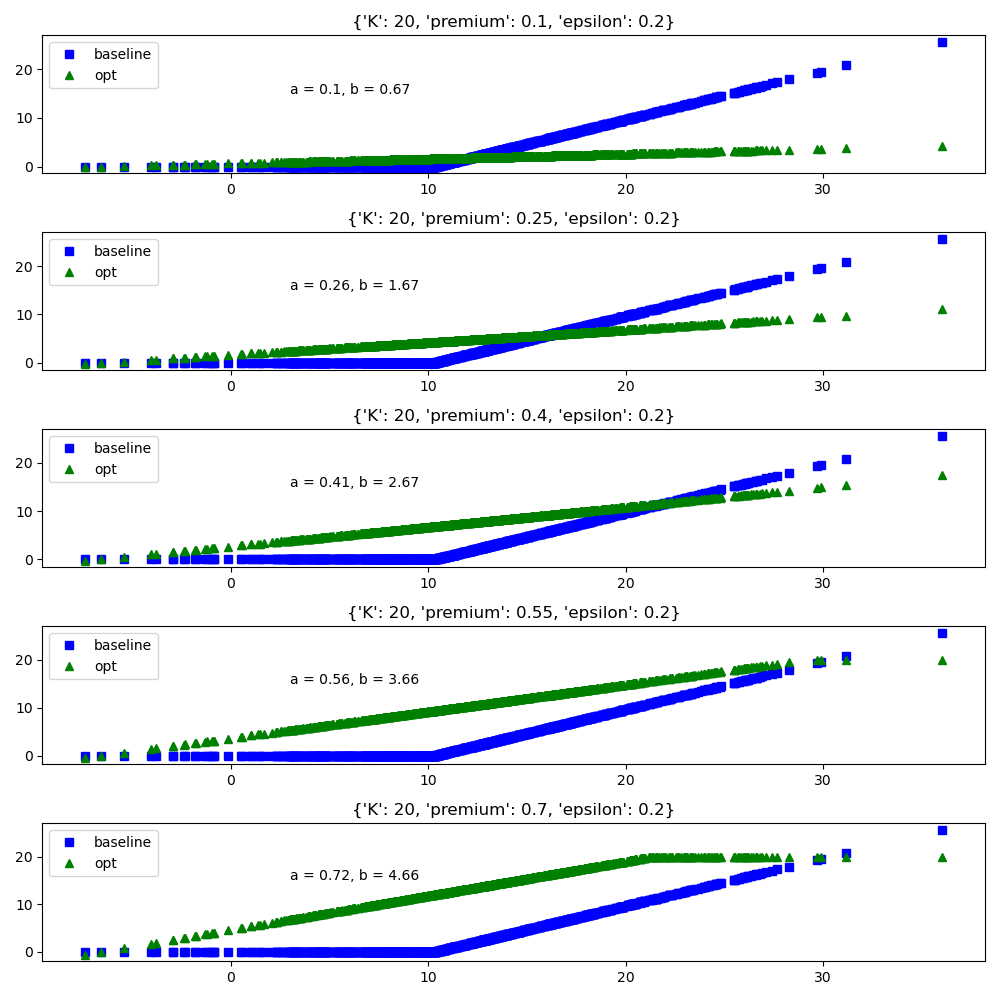 {'K': 20, 'premium': 0.1, 'epsilon': 0.2}
baseline
opt
a = 0.1, b = 0.67
20
10
0
0 10 20 30
{'K': 20, 'premium': 0.25, 'epsilon': 0.2}
baseline
opt
a = 0.26, b = 1.67
20
10
0
0 10 20 30
{'K': 20, 'premium': 0.4, 'epsilon': 0.2}
baseline
opt
a = 0.41, b = 2.67
20
10
0
0 10 20 30
{'K': 20, 'premium': 0.55, 'epsilon': 0.2}
baseline
opt
a = 0.56, b = 3.66
20
10
0
0 10 20 30
{'K': 20, 'premium': 0.7, 'epsilon': 0.2}
baseline
opt
a = 0.72, b = 4.66
20
10
0
0 10 20 30